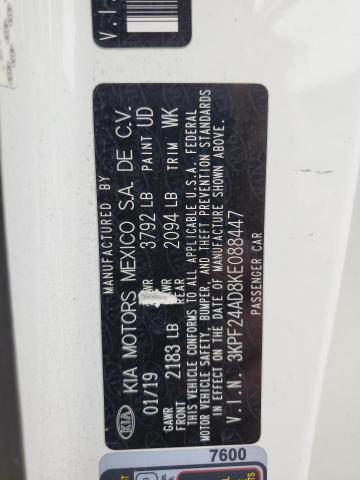 V.I.
MANUFACTURED BY
KIA KIA MOTORS MEXICO S.A. DE C.V.
01/19 GVWR 3792 LB PAINT UD
GAWR FRONT 2183 LB GAWR 2094 LB TRIM WK
THIS VEHICLE CONFORMS TO ALL APPLICABLE U.S.A. FEDERAL
MOTOR VEHICLE SAFETY, BUMPER, AND THEFT PREVENTION STANDARDS
IN EFFECT ON THE DATE OF MANUFACTURE SHOWN ABOVE.
V.I.N. 3KPF24AD8KE088447
PASSENGER CAR
7600